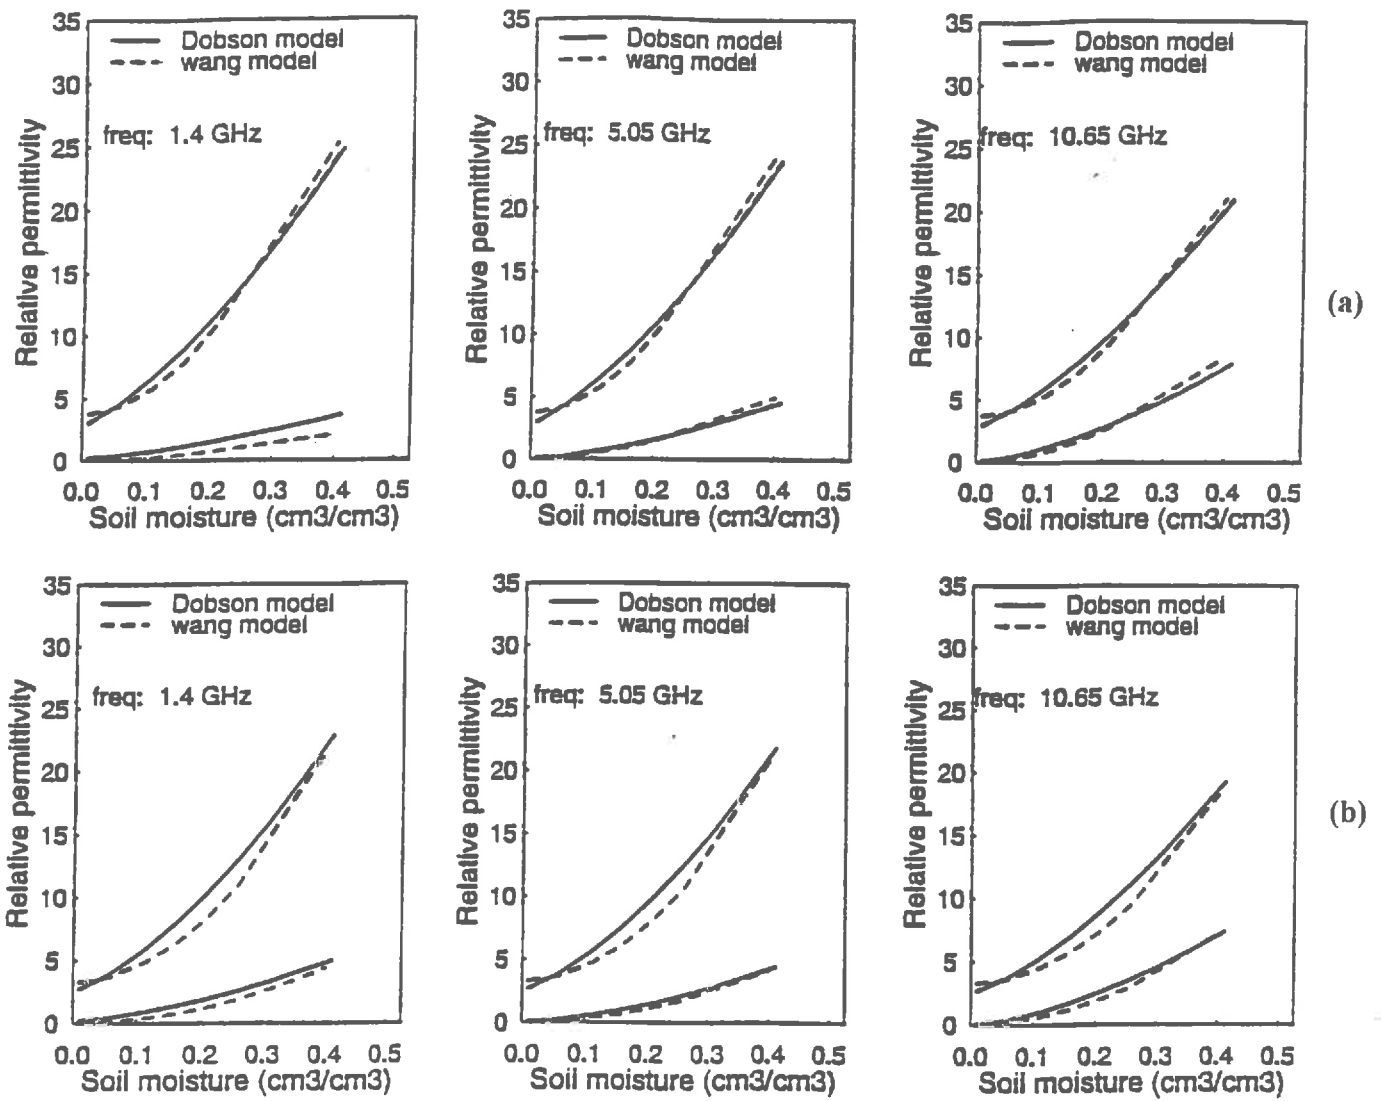 35
Dobson model
wang model
30
freq: 1.4 GHz
25
20
15
10
5
0
0.0 0.1 0.2 0.3 0.4 0.5
Soil moisture (cm3/cm3)
Relative permittivity
35
Dobson model
wang model
30
freq: 5.05 GHz
25
20
15
10
5
0
0.0 0.1 0.2 0.3 0.4 0.5
Soil moisture (cm3/cm3)
Relative permittivity
35
Dobson model
wang model
30
freq: 10.65 GHz
25
20
15
10
5
0
0.0 0.1 0.2 0.3 0.4 0.5
Soil moisture (cm3/cm3)
Relative permittivity
(a)
35
Dobson model
wang model
30
freq: 1.4 GHz
25
20
15
10
5
0
0.0 0.1 0.2 0.3 0.4 0.5
Soil moisture (cm3/cm3)
Relative permittivity
35
Dobson model
wang model
30
freq: 5.05 GHz
25
20
15
10
5
0
0.0 0.1 0.2 0.3 0.4 0.5
Soil moisture (cm3/cm3)
Relative permittivity
35
Dobson model
wang model
30
freq: 10.65 GHz
25
20
15
10
5
0
0.0 0.1 0.2 0.3 0.4 0.5
Soil moisture (cm3/cm3)
Relative permittivity
(b)